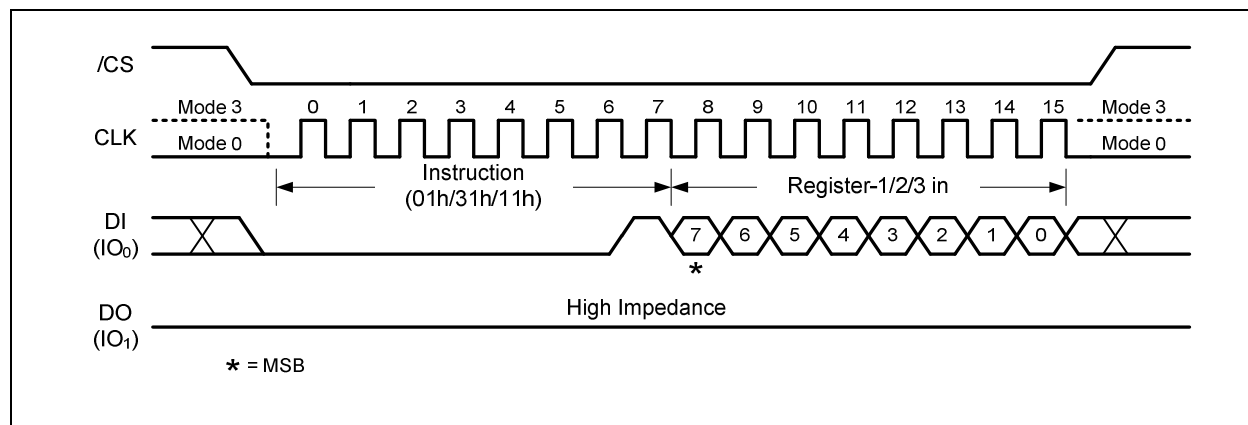 /CS
Mode 3 0 1 2 3 4 5 6 7 8 9 10 11 12 13 14 15 Mode 3
CLK
Mode 0 Mode 0
Instruction
(01h/31h/11h)
Register-1/2/3 in
DI
(IO₀)
7 6 5 4 3 2 1 0
*
High Impedance
DO
(IO₁)
* = MSB